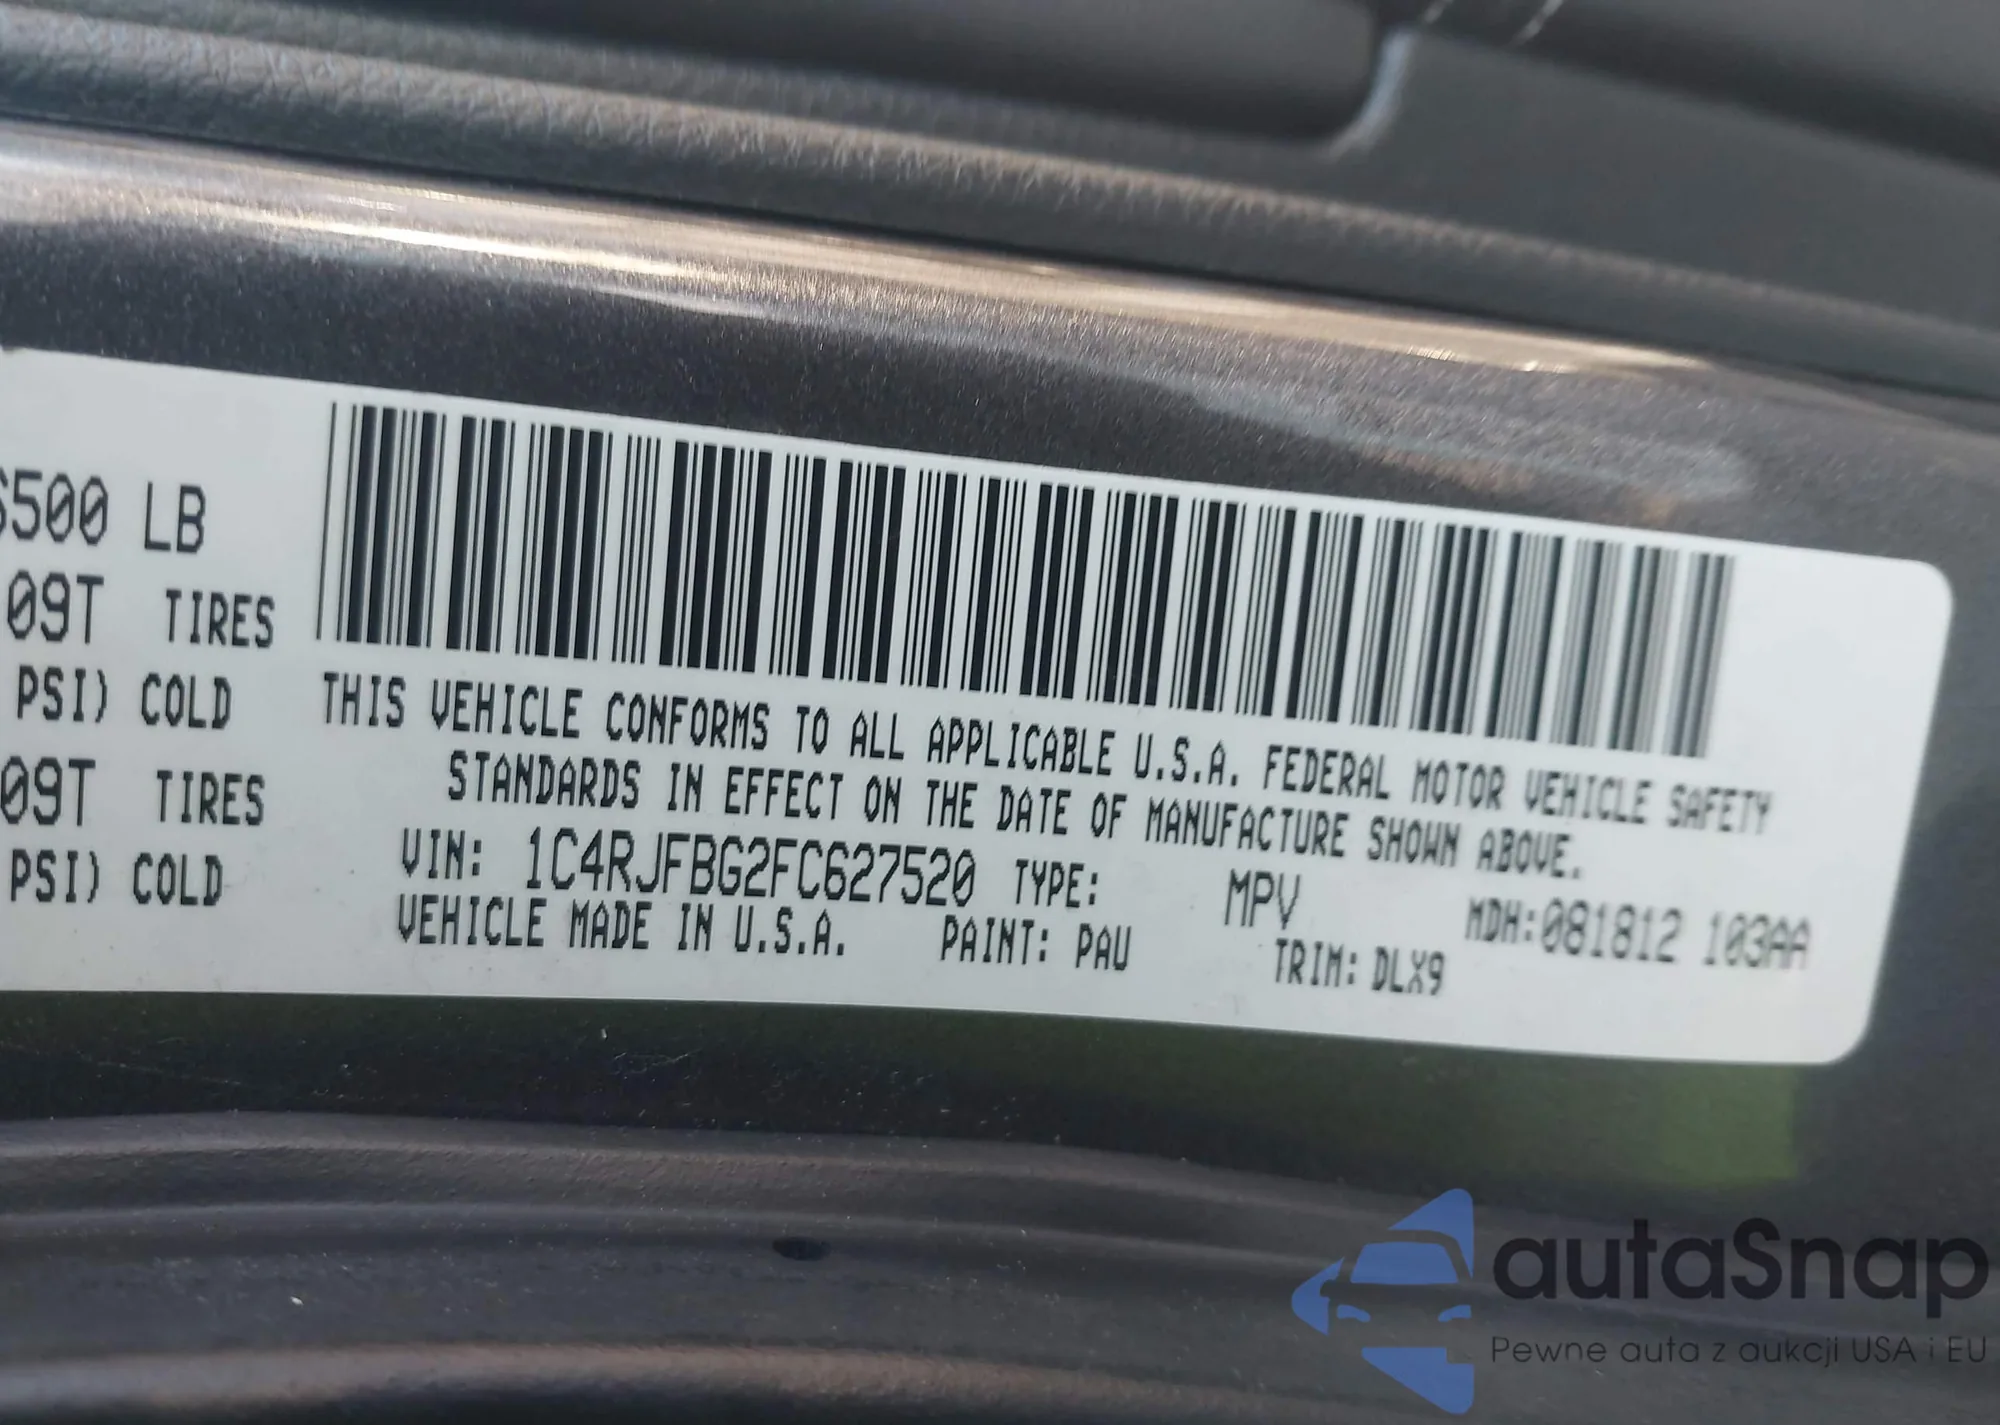 500 LB
09T TIRES
PSI) COLD
09T TIRES
PSI) COLD
THIS VEHICLE CONFORMS TO ALL APPLICABLE U.S.A. FEDERAL MOTOR VEHICLE SAFETY
STANDARDS IN EFFECT ON THE DATE OF MANUFACTURE SHOWN ABOVE.
VIN: 1C4RJFBG2FC627520 TYPE: MPV MDH:081812 103AA
VEHICLE MADE IN U.S.A. PAINT: PAU TRIM: DLX9
autaSnap
Pewne auta z aukcji USA i EU